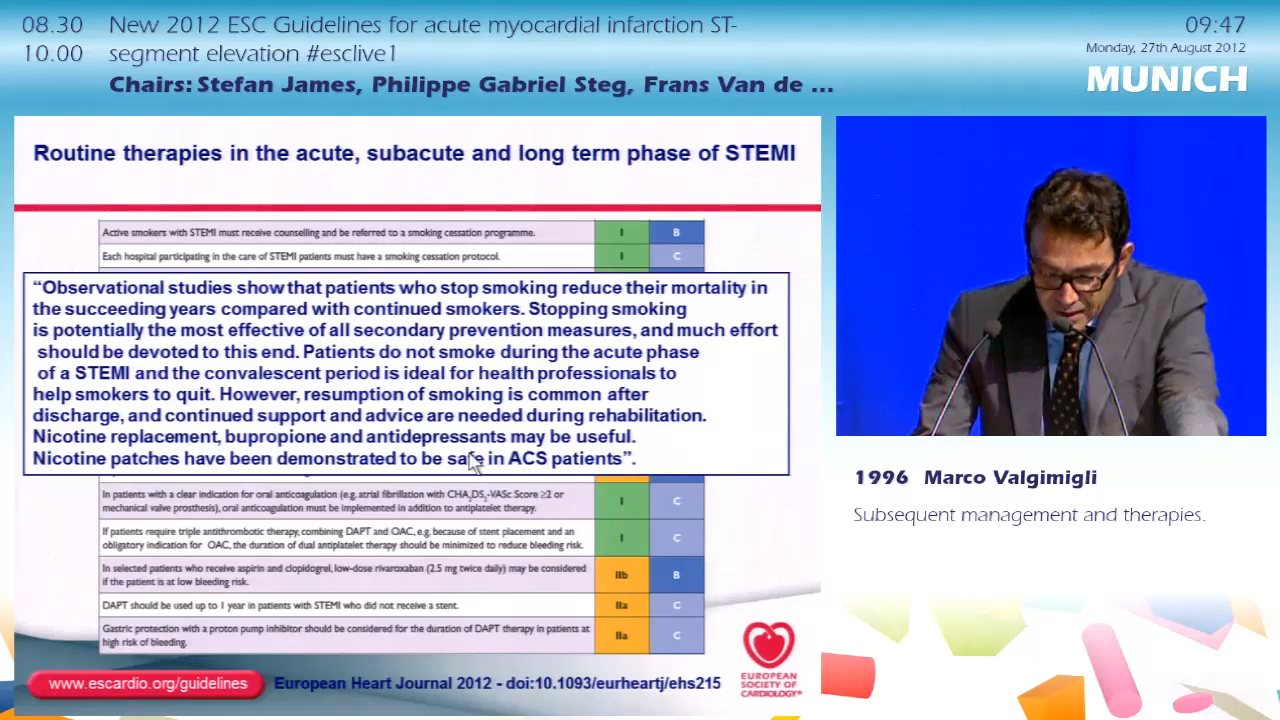 08.30
10.00
New 2012 ESC Guidelines for acute myocardial infarction ST-
segment elevation #esclive1
Chairs: Stefan James, Philippe Gabriel Steg, Frans Van de ...
09:47
Monday, 27th August 2012
MUNICH
Routine therapies in the acute, subacute and long term phase of STEMI
Active smokers with STEMI must receive counselling and be referred to a smoking cessation programme. I B
Each hospital participating in the care of STEMI patients must have a smoking cessation protocol. I C
“Observational studies show that patients who stop smoking reduce their mortality in
the succeeding years compared with continued smokers. Stopping smoking
is potentially the most effective of all secondary prevention measures, and much effort
should be devoted to this end. Patients do not smoke during the acute phase
of a STEMI and the convalescent period is ideal for health professionals to
help smokers to quit. However, resumption of smoking is common after
discharge, and continued support and advice are needed during rehabilitation.
Nicotine replacement, bupropione and antidepressants may be useful.
Nicotine patches have been demonstrated to be safe in ACS patients”.
In patients with a clear indication for oral anticoagulation (e.g. atrial fibrillation with CHA2DS2-VASc Score ≥2 or
mechanical valve prosthesis), oral anticoagulation must be implemented in addition to antiplatelet therapy. I C
If patients require triple antithrombotic therapy, combining DAPT and OAC, e.g. because of stent placement and an
obligatory indication for OAC, the duration of dual antiplatelet therapy should be minimized to reduce bleeding risk. I C
In selected patients who receive aspirin and clopidogrel, low-dose rivaroxaban (2.5 mg twice daily) may be considered
if the patient is at low bleeding risk. IIb B
DAPT should be used up to 1 year in patients with STEMI who did not receive a stent. IIa C
Gastric protection with a proton pump inhibitor should be considered for the duration of DAPT therapy in patients at
high risk of bleeding. IIa C
www.escardio.org/guidelines
European Heart Journal 2012 - doi:10.1093/eurheartj/ehs215
EUROPEAN
SOCIETY OF
CARDIOLOGY®
1996 Marco Valgimigli
Subsequent management and therapies.